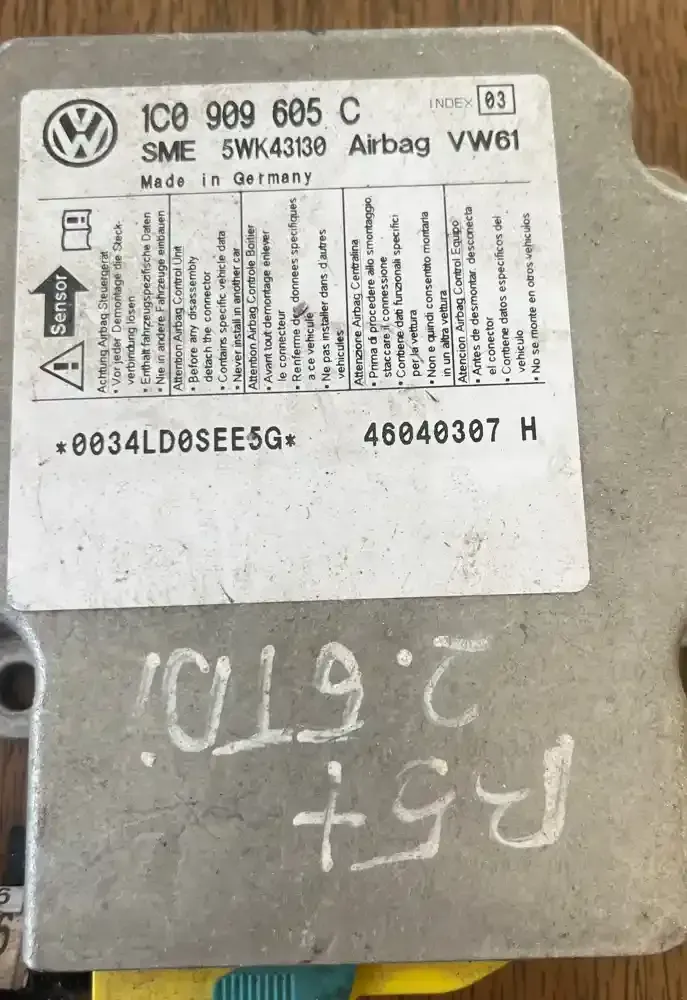 1C0 909 605 C INDEX 03
SME 5WK43130 Airbag VW61
Made in Germany
Sensor
Achtung Airbag Steuergerät
• Vor jeder Demontage die Steck-
verbindung lösen
• Enthält fahrzeugspezifische Daten
• Nie in andere Fahrzeuge einbauen
Attention Airbag Control Unit
• Before any disassembly
detach the connector
• Contains specific vehicle data
• Never install in another car
Attention Airbag Controle Boitier
• Avant tout demontage enlever
le connecteur
• Renferme des donnees specifiques
a ce vehicule
• Ne pas installer dans d'autres
vehicules
Attenzione Airbag Centralina
• Prima di procedere allo smontaggio,
staccare il connessione
• Contiene dati funzionali specifici
per la vettura
• Non e quindi consentito montarla
in un altra vettura
Atencion Airbag Control Equipo
• Antes de desmontar, desconecta
el conector
• Contiene datos especificos del
vehiculo
• No se monte en otros vehiculos
*0034LD0SEE5G* 46040307 H
B5+
2.5TDi